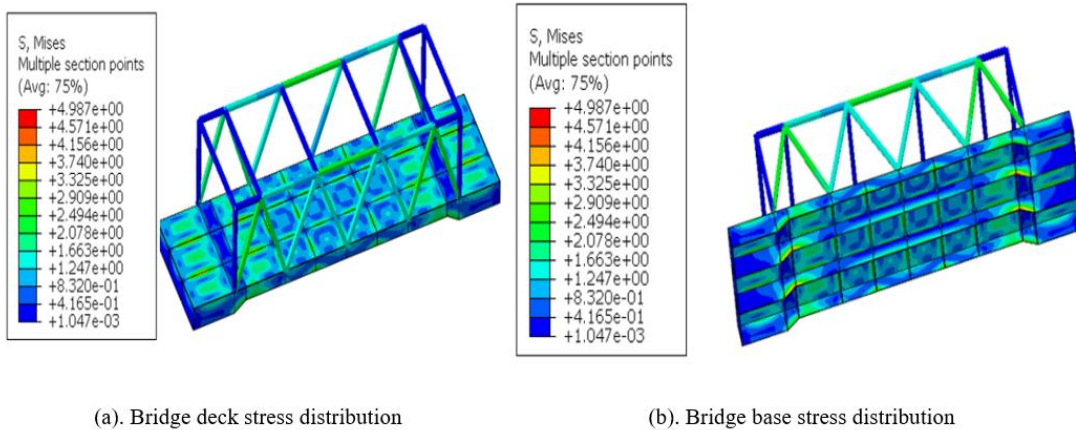 S, Mises
Multiple section points
(Avg: 75%)
+4.987e+00
+4.571e+00
+4.156e+00
+3.740e+00
+3.325e+00
+2.909e+00
+2.494e+00
+2.078e+00
+1.663e+00
+1.247e+00
+8.320e-01
+4.165e-01
+1.047e-03
S, Mises
Multiple section points
(Avg: 75%)
+4.987e+00
+4.571e+00
+4.156e+00
+3.740e+00
+3.325e+00
+2.909e+00
+2.494e+00
+2.078e+00
+1.663e+00
+1.247e+00
+8.320e-01
+4.165e-01
+1.047e-03
(a). Bridge deck stress distribution
(b). Bridge base stress distribution